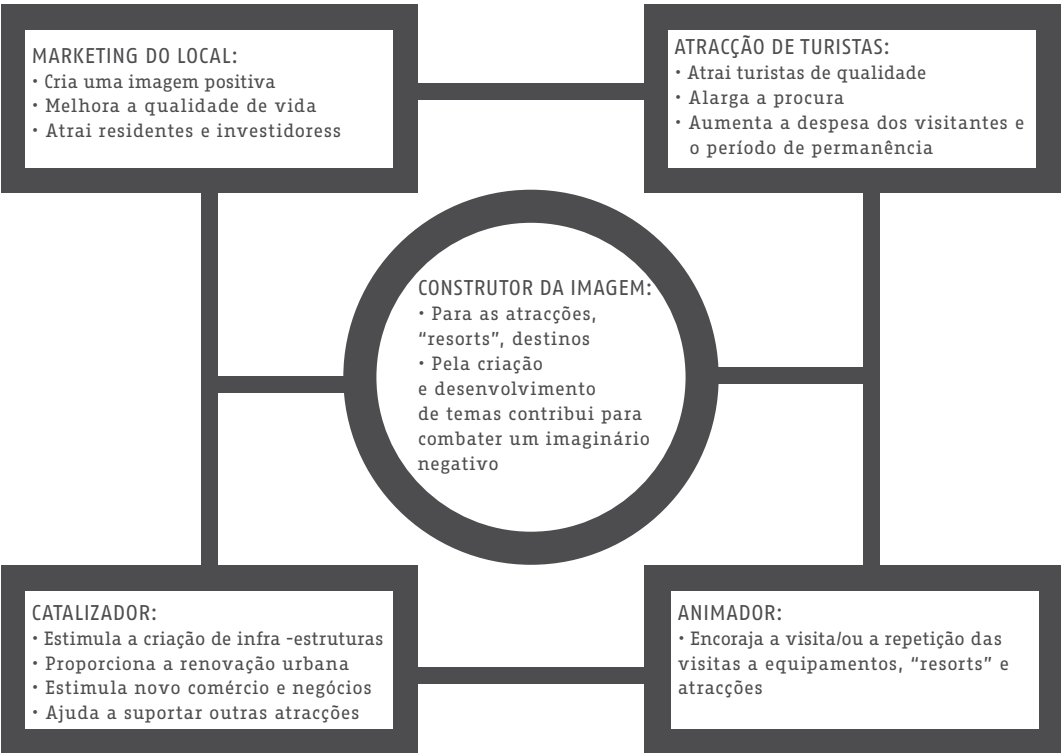 MARKETING DO LOCAL:
• Cria uma imagem positiva
• Melhora a qualidade de vida
• Atrai residentes e investidoress
ATRACÇÃO DE TURISTAS:
• Atrai turistas de qualidade
• Alarga a procura
• Aumenta a despesa dos visitantes e
o período de permanência
CONSTRUTOR DA IMAGEM:
• Para as atracções,
“resorts”, destinos
• Pela criação
e desenvolvimento
de temas contribui para
combater um imaginário
negativo
CATALIZADOR:
• Estimula a criação de infra -estruturas
• Proporciona a renovação urbana
• Estimula novo comércio e negócios
• Ajuda a suportar outras atracções
ANIMADOR:
• Encoraja a visita/ou a repetição das
visitas a equipamentos, “resorts” e
atracções